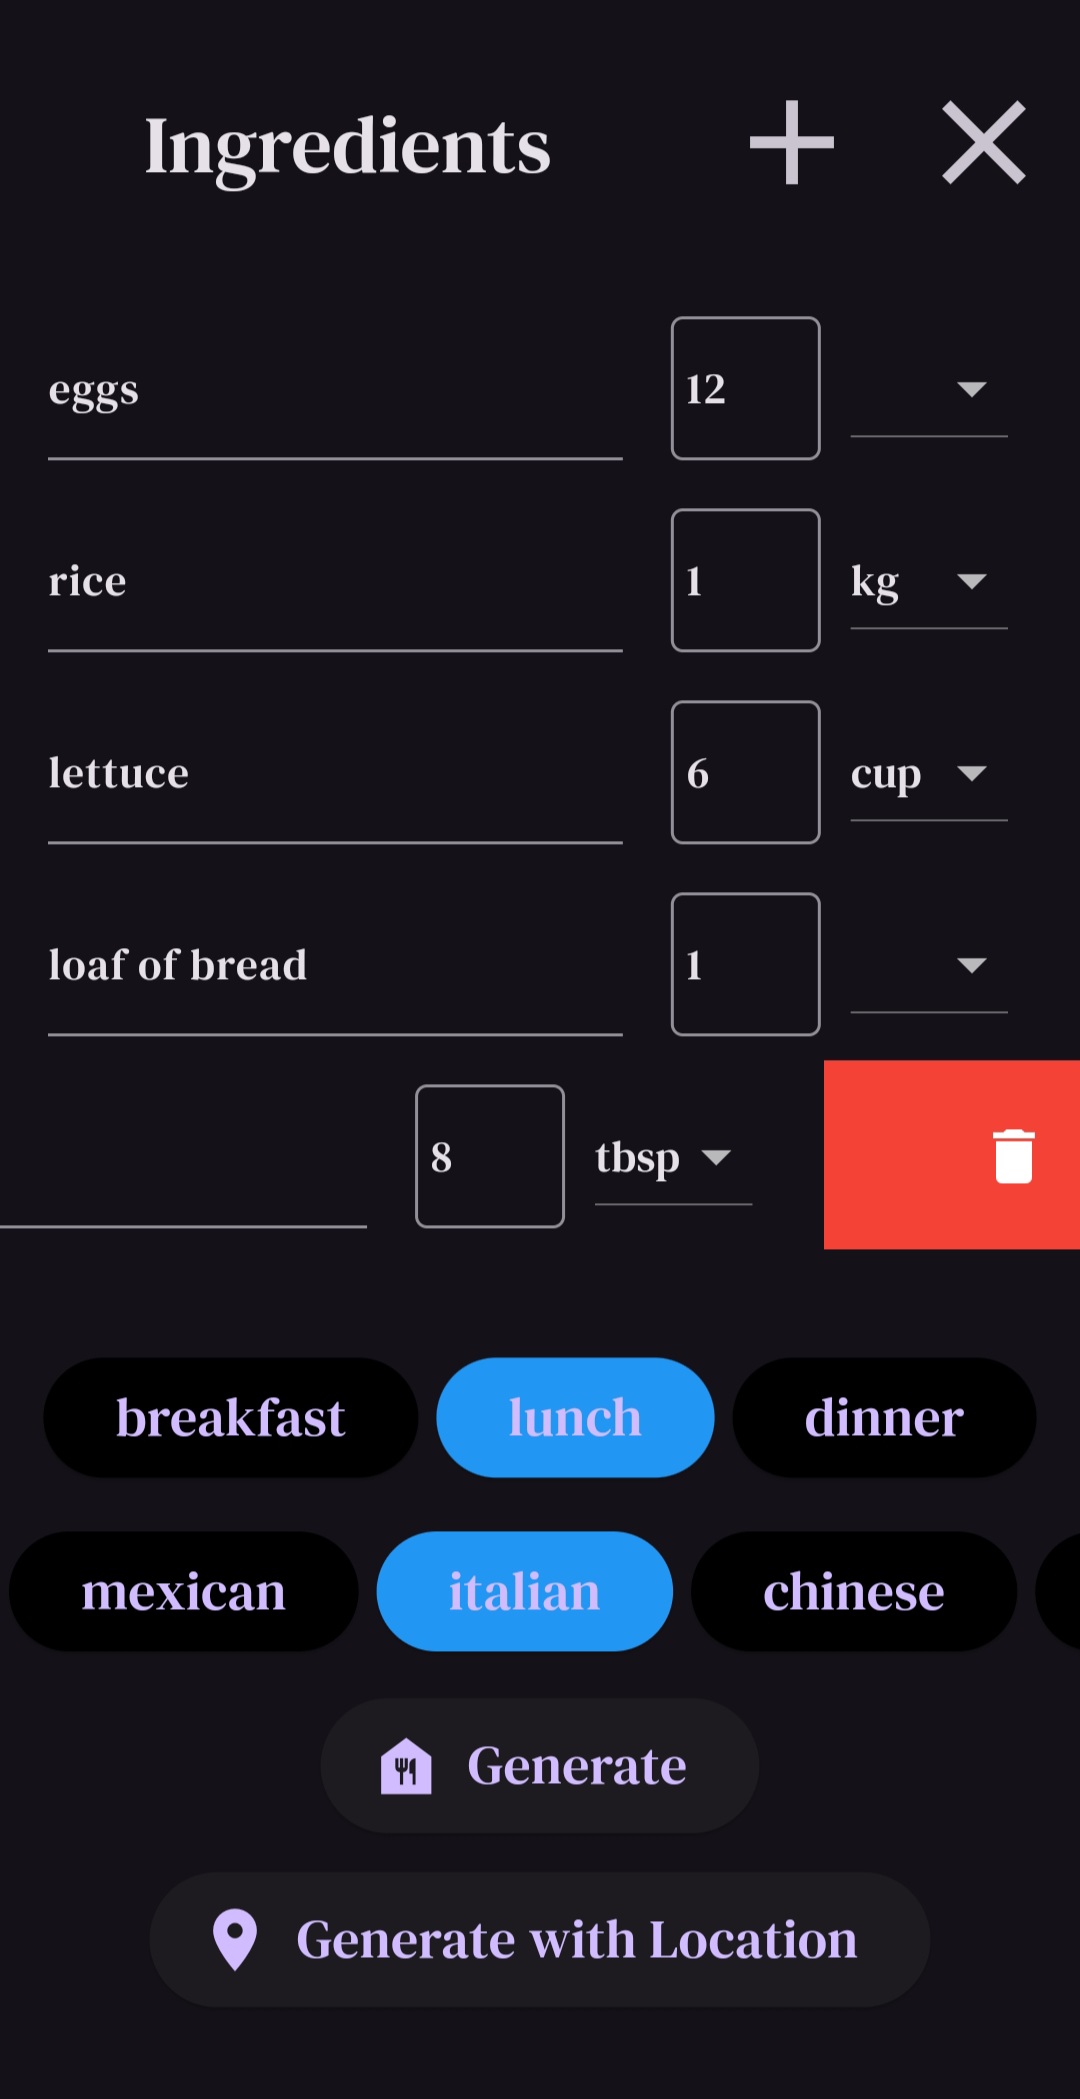 Ingredients
eggs 12
rice 1 kg
lettuce 6 cup
loaf of bread 1
8 tbsp
breakfast lunch dinner
mexican italian chinese
Generate
Generate with Location